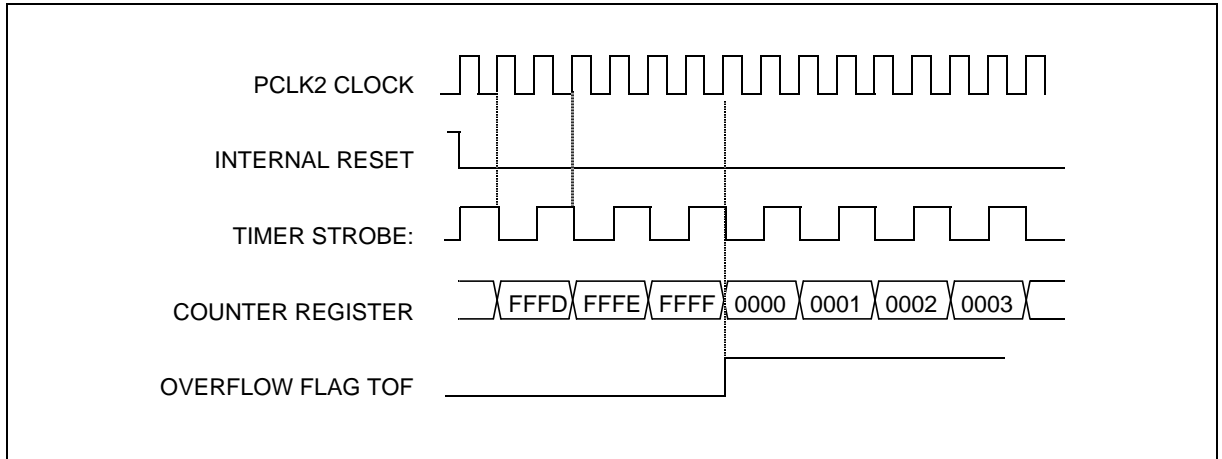 PCLK2 CLOCK
INTERNAL RESET
TIMER STROBE:
COUNTER REGISTER FFFD FFFE FFFF 0000 0001 0002 0003
OVERFLOW FLAG TOF